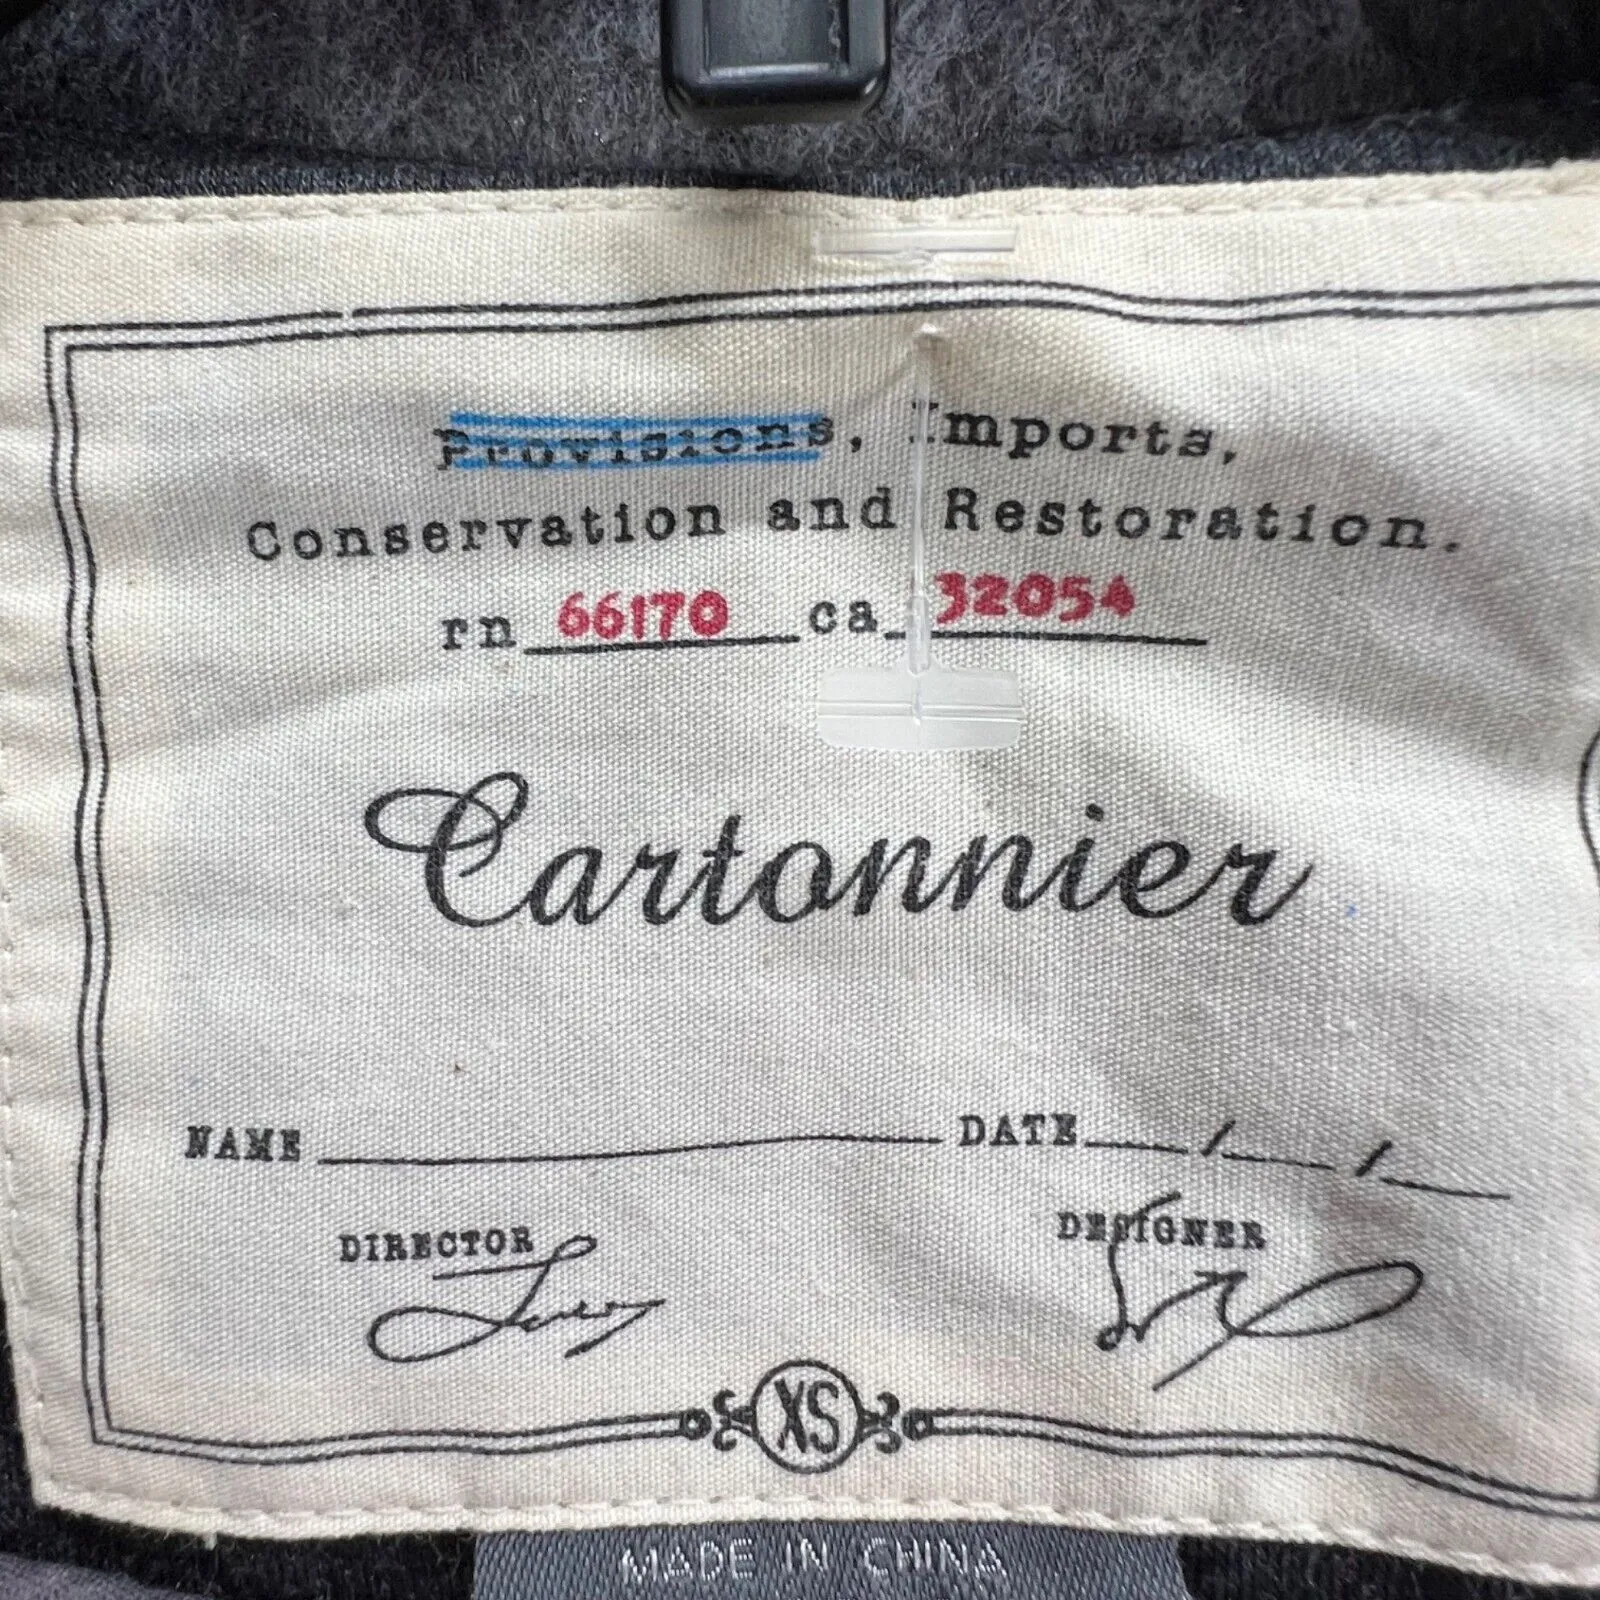 Provisions, Imports,
Conservation and Restoration.
rn 66170 ca 32054
Cartonnier
NAME DATE / /
DIRECTOR DESIGNER
XS
MADE IN CHINA